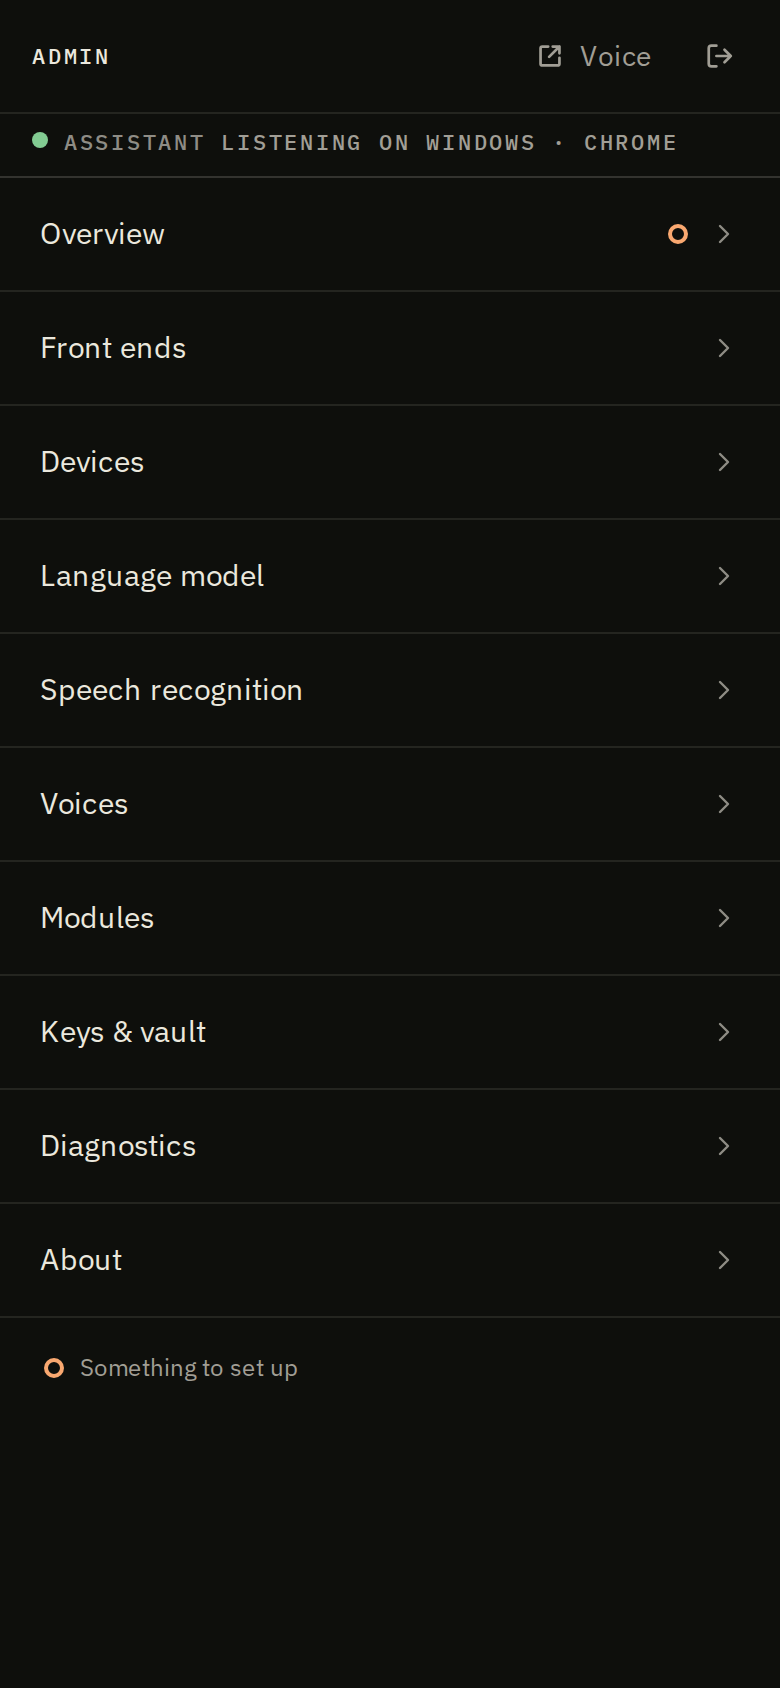 ADMIN
Voice
ASSISTANT LISTENING ON WINDOWS · CHROME
Overview
Front ends
Devices
Language model
Speech recognition
Voices
Modules
Keys & vault
Diagnostics
About
Something to set up